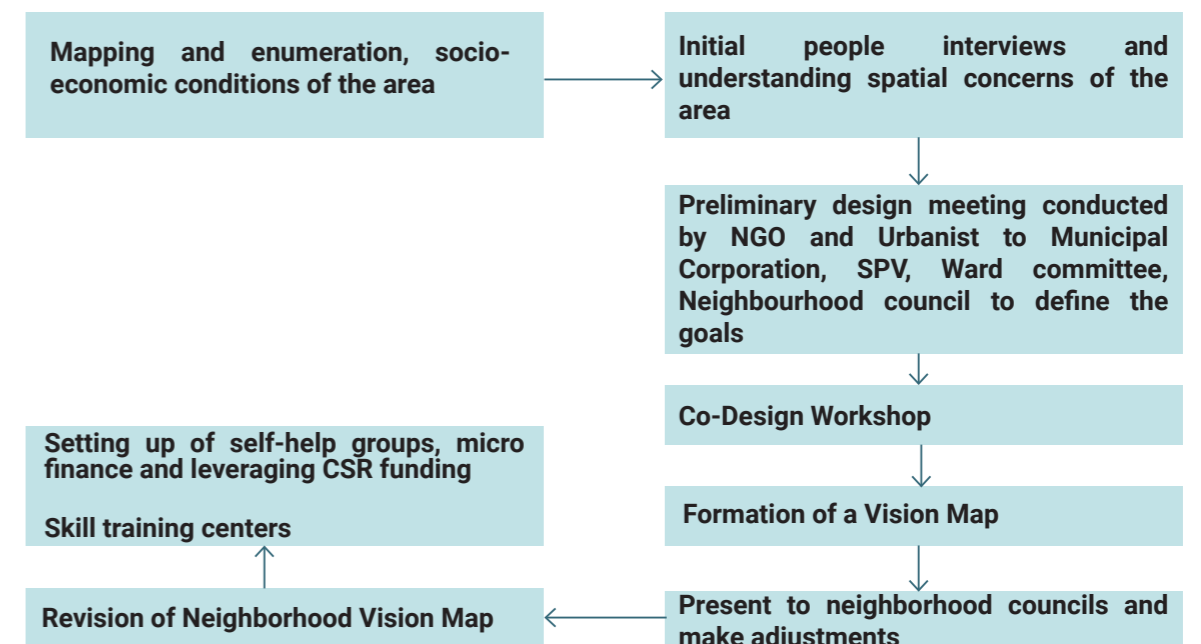 Mapping and enumeration, socio-
economic conditions of the area
Initial people interviews and
understanding spatial concerns of the
area
Preliminary design meeting conducted
by NGO and Urbanist to Municipal
Corporation, SPV, Ward committee,
Neighbourhood council to define the
goals
Co-Design Workshop
Formation of a Vision Map
Present to neighborhood councils and
make adjustments
Revision of Neighborhood Vision Map
Setting up of self-help groups, micro
finance and leveraging CSR funding
Skill training centers